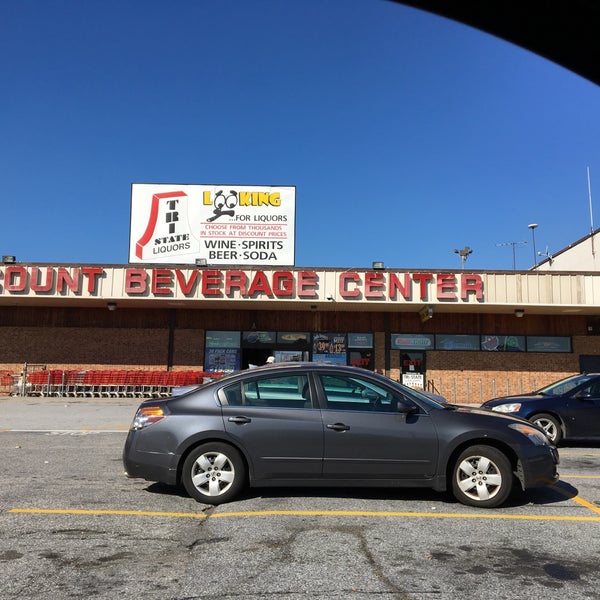 LOOKING
...FOR LIQUORS
TRI
STATE
LIQUORS
CHOOSE FROM THOUSANDS
IN STOCK AT DISCOUNT PRICES
WINE·SPIRITS
BEER·SODA
COUNT BEVERAGE CENTER